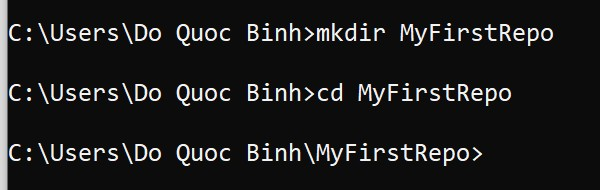 C:\Users\Do Quoc Binh>mkdir MyFirstRepo
C:\Users\Do Quoc Binh>cd MyFirstRepo
C:\Users\Do Quoc Binh\MyFirstRepo>